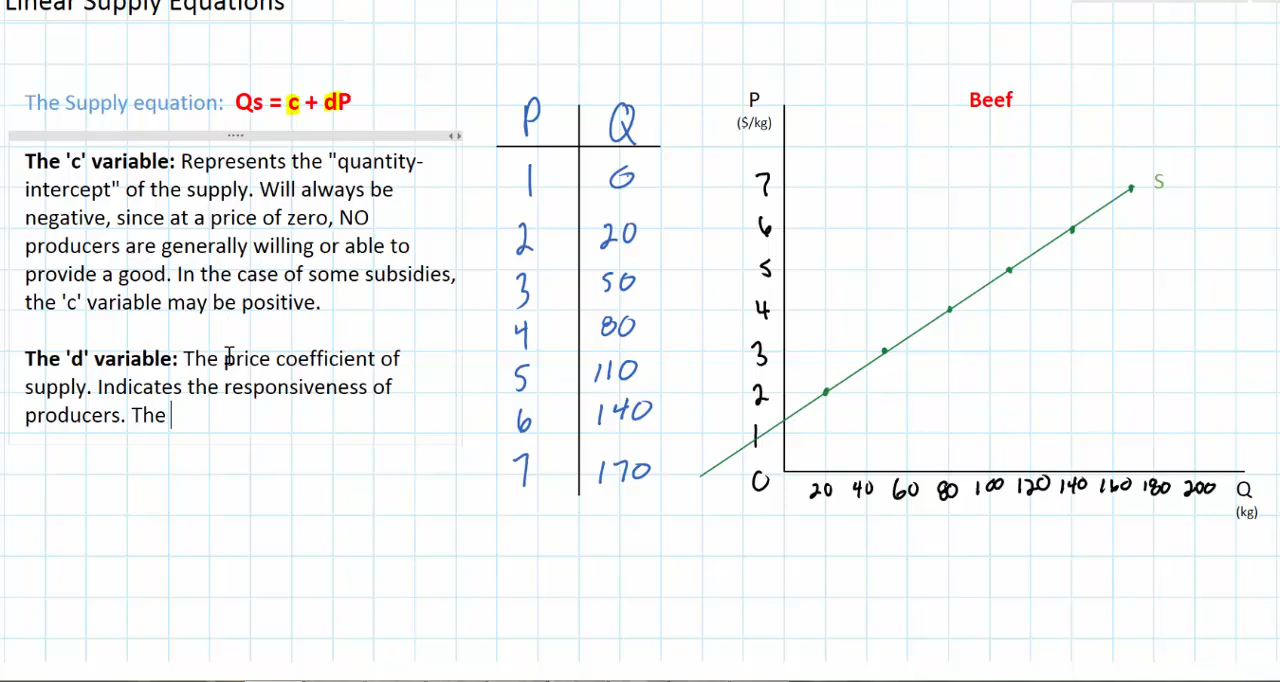 Linear Supply Equations
The Supply equation: Qs = c + dP
The 'c' variable: Represents the "quantity-
intercept" of the supply. Will always be
negative, since at a price of zero, NO
producers are generally willing or able to
provide a good. In the case of some subsidies,
the 'c' variable may be positive.
The 'd' variable: The price coefficient of
supply. Indicates the responsiveness of
producers. The
P Q
1 0
2 20
3 50
4 80
5 110
6 140
7 170
Beef
P
($/kg)
S
7
6
5
4
3
2
1
0
20 40 60 80 100 120 140 160 180 200 Q
(kg)